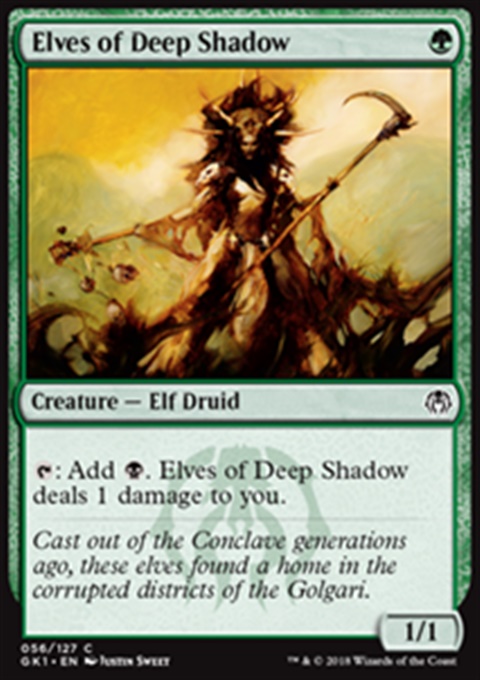 Elves of Deep Shadow
Creature — Elf Druid
: Add . Elves of Deep Shadow
deals 1 damage to you.
Cast out of the Conclave generations
ago, these elves found a home in the
corrupted districts of the Golgari.
1/1
056/127 C
GK1 • EN Justin Sweet
™ & © 2018 Wizards of the Coast